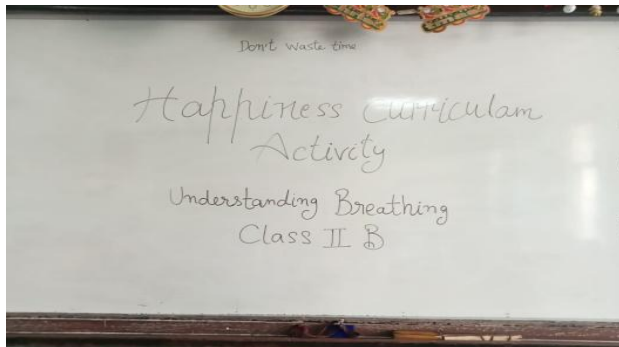 Don't waste time
Happiness Curriculam
Activity
Understanding Breathing
Class II B